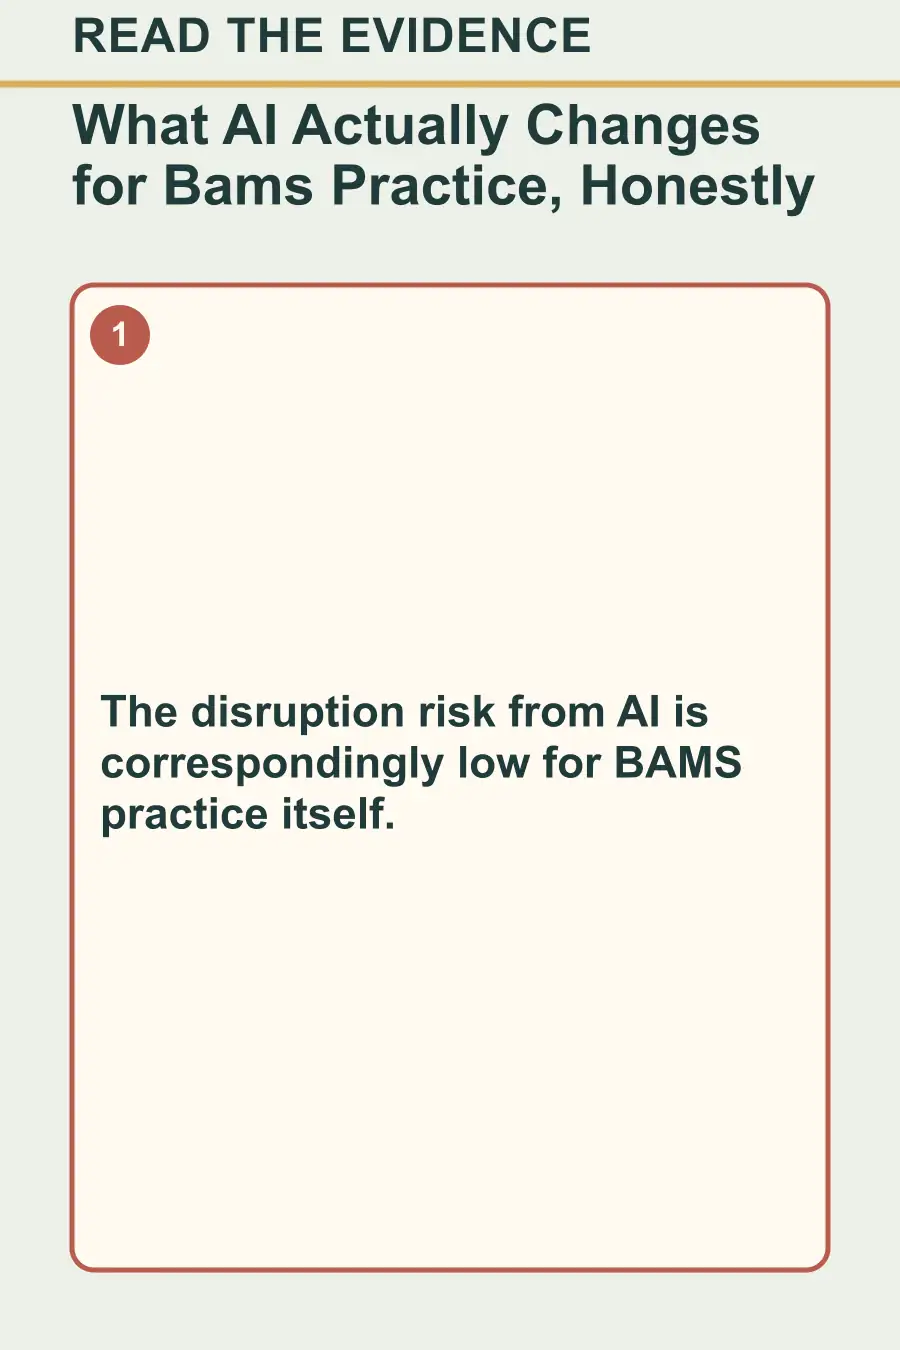 READ THE EVIDENCE
What AI Actually Changes
for Bams Practice, Honestly
1
The disruption risk from AI is
correspondingly low for BAMS
practice itself.